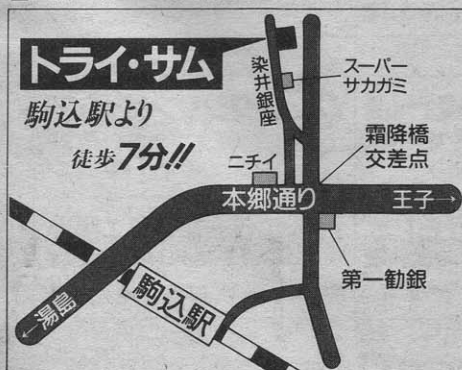 トライ・サム
駒込駅より
徒歩7分!!
染井銀座
スーパー
サカガミ
ニチイ
霜降橋
交差点
本郷通り
王子→
第一勧銀
駒込駅
←湯島